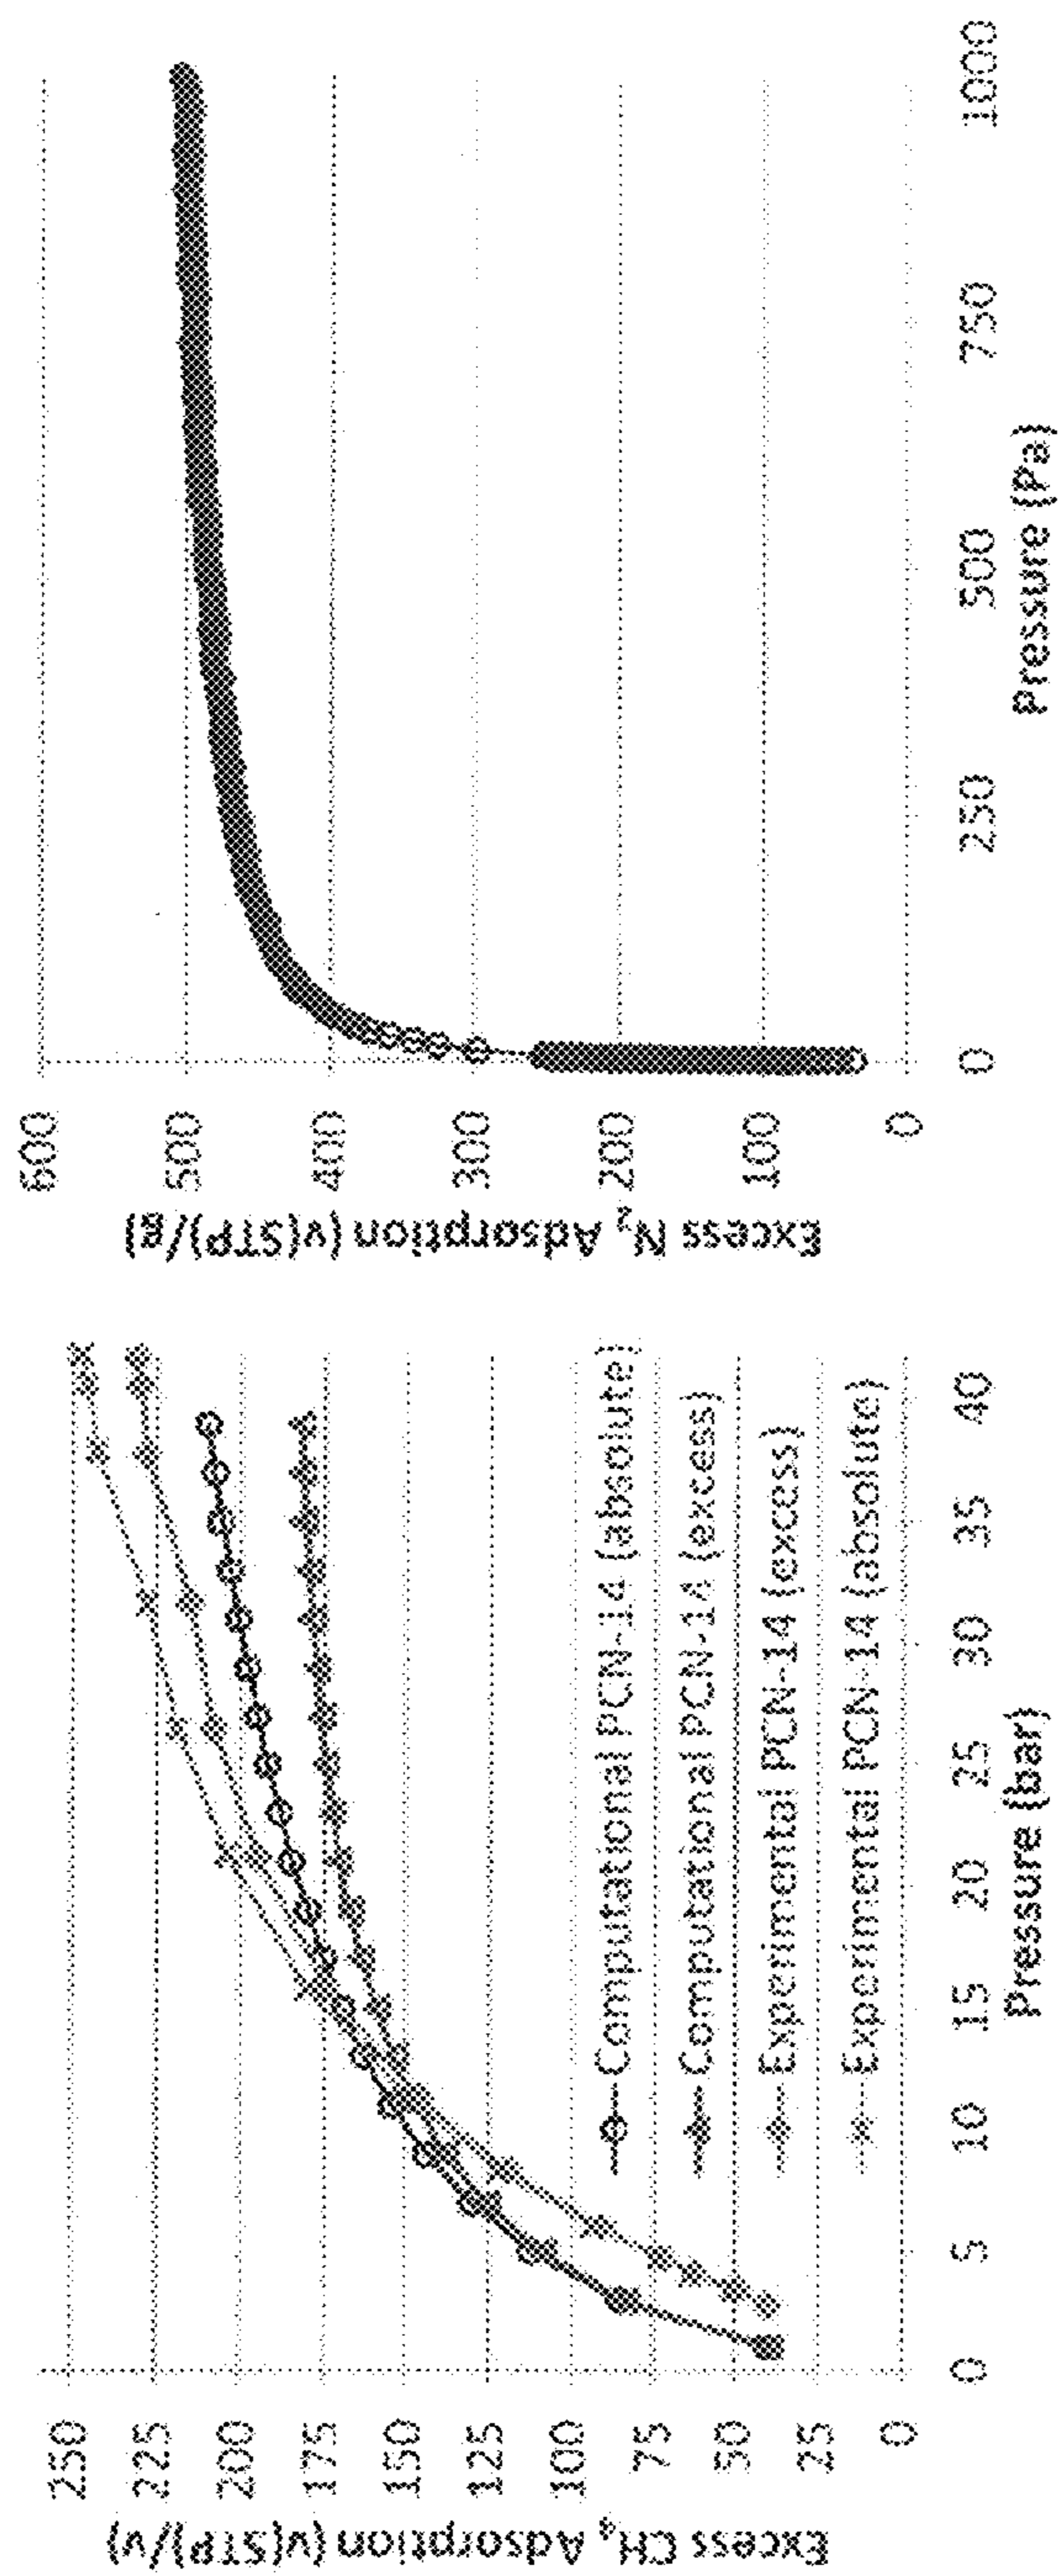 Excess CH₄ Adsorption (v(STP)/v)
250
225
200
175
150
125
100
75
50
25
0
Computational PCN-14 (absolute)
Computational PCN-14 (excess)
Experimental PCN-14 (excess)
Experimental PCN-14 (absolute)
0 5 10 15 20 25 30 35 40
Pressure (bar)
Excess N₂ Adsorption (v(STP)/g)
600
500
400
300
200
100
0
0 250 500 750 1000
Pressure (Pa)